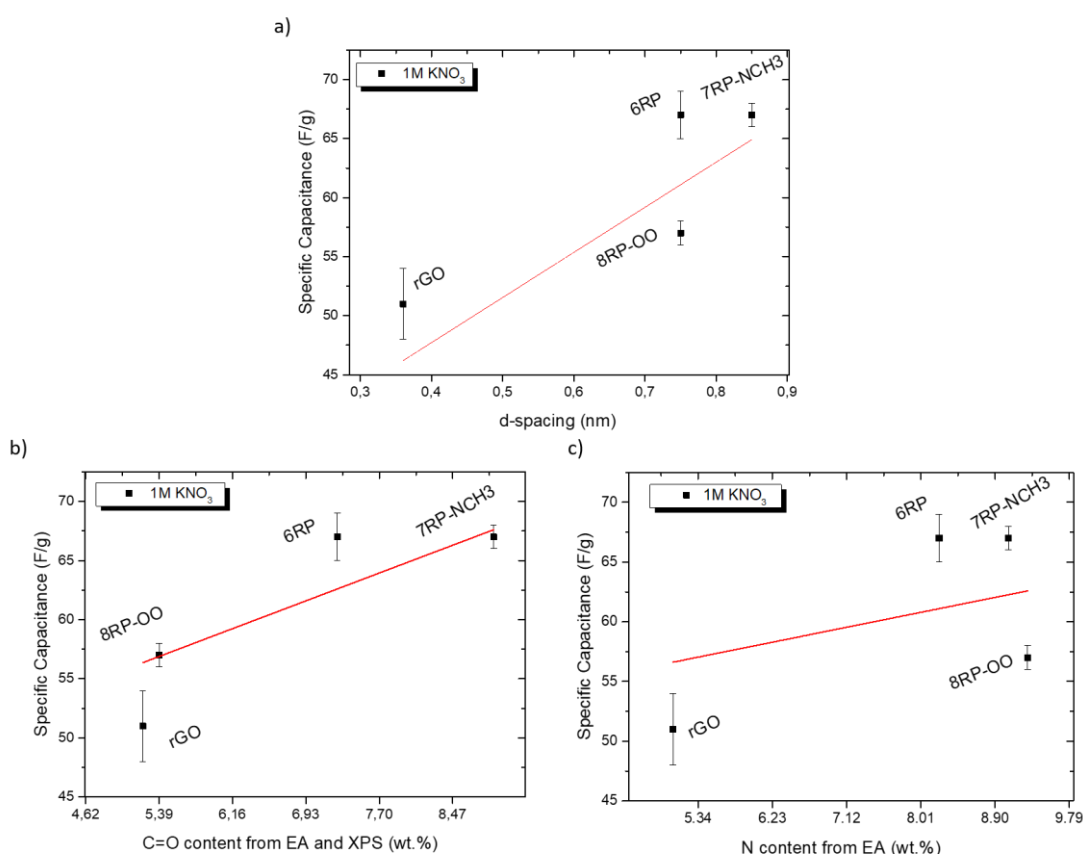 a)
1M KNO₃
Specific Capacitance (F/g)
70
65
60
55
50
45
6RP
7RP-NCH3
8RP-OO
rGO
0,3 0,4 0,5 0,6 0,7 0,8 0,9
d-spacing (nm)
b)
1M KNO₃
Specific Capacitance (F/g)
70
65
60
55
50
45
6RP
7RP-NCH3
8RP-OO
rGO
4,62 5,39 6,16 6,93 7,70 8,47
C=O content from EA and XPS (wt.%)
c)
1M KNO₃
Specific Capacitance (F/g)
70
65
60
55
50
45
6RP
7RP-NCH3
8RP-OO
rGO
5.34 6.23 7.12 8.01 8.90 9.79
N content from EA (wt.%)